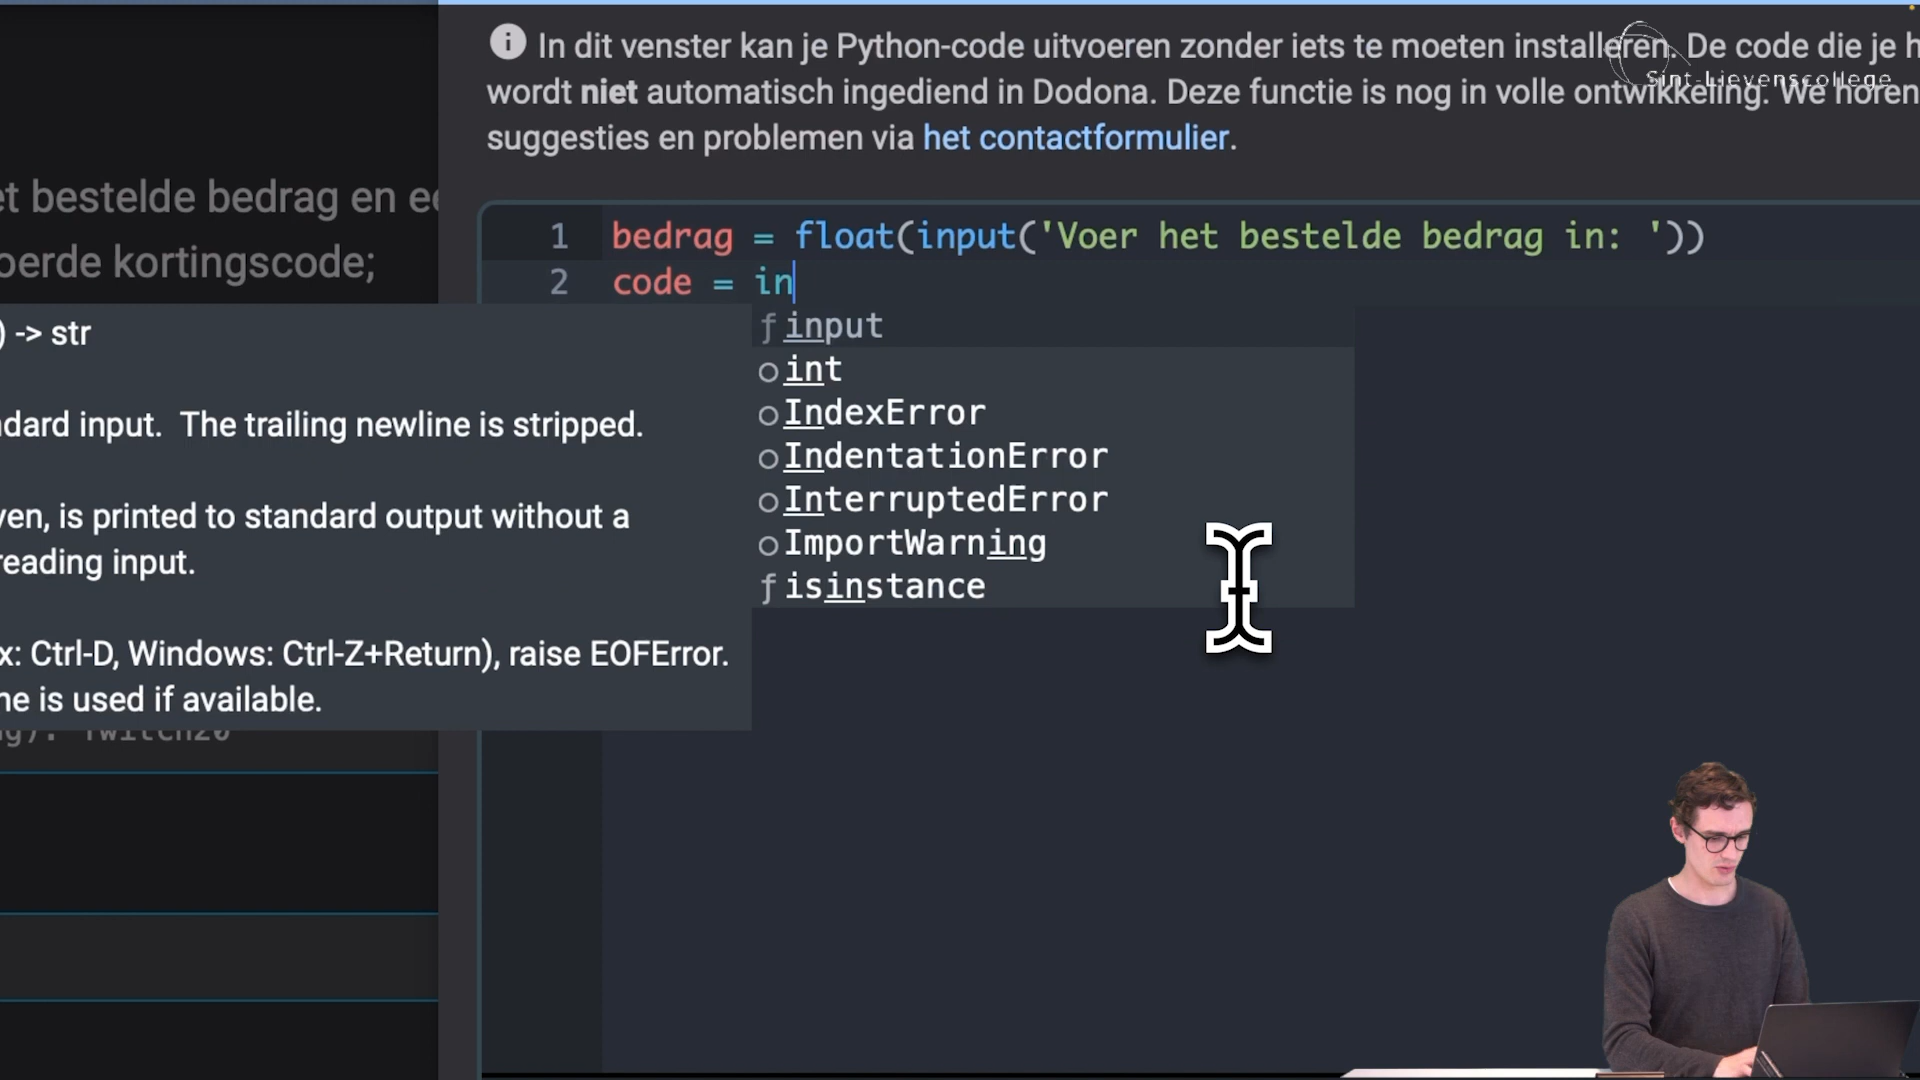 In dit venster kan je Python-code uitvoeren zonder iets te moeten installeren. De code die je h
wordt niet automatisch ingediend in Dodona. Deze functie is nog in volle ontwikkeling. We horen
suggesties en problemen via het contactformulier.
Sint-Lievenscollege
et bestelde bedrag en ee
oerde kortingscode;
1 bedrag = float(input('Voer het bestelde bedrag in: '))
2 code = in
) -> str
ndard input. The trailing newline is stripped.
ven, is printed to standard output without a
reading input.
x: Ctrl-D, Windows: Ctrl-Z+Return), raise EOFError.
ne is used if available.
g): Twitch20
input
int
IndexError
IndentationError
InterruptedError
ImportWarning
isinstance